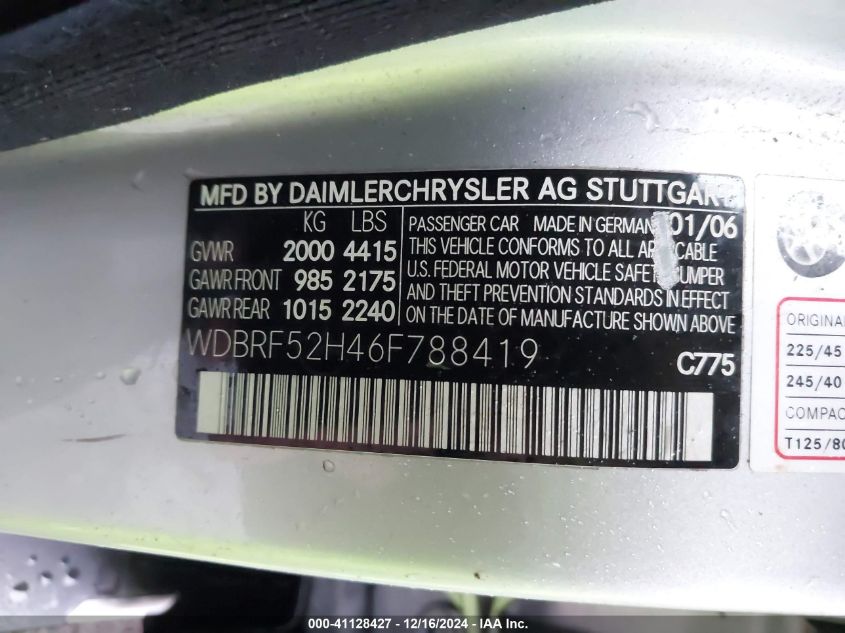 MFD BY DAIMLERCHRYSLER AG STUTTGART
KG LBS
GVWR 2000 4415
GAWR FRONT 985 2175
GAWR REAR 1015 2240
PASSENGER CAR MADE IN GERMANY 01/06
THIS VEHICLE CONFORMS TO ALL APPLICABLE
U.S. FEDERAL MOTOR VEHICLE SAFETY BUMPER
AND THEFT PREVENTION STANDARDS IN EFFECT
ON THE DATE OF MANUFACTURE SHOWN ABOVE
WDBRF52H46F788419
C775
ORIGINAL
225/45
245/40
COMPAC
T125/80
000-41128427 - 12/16/2024 - IAA Inc.